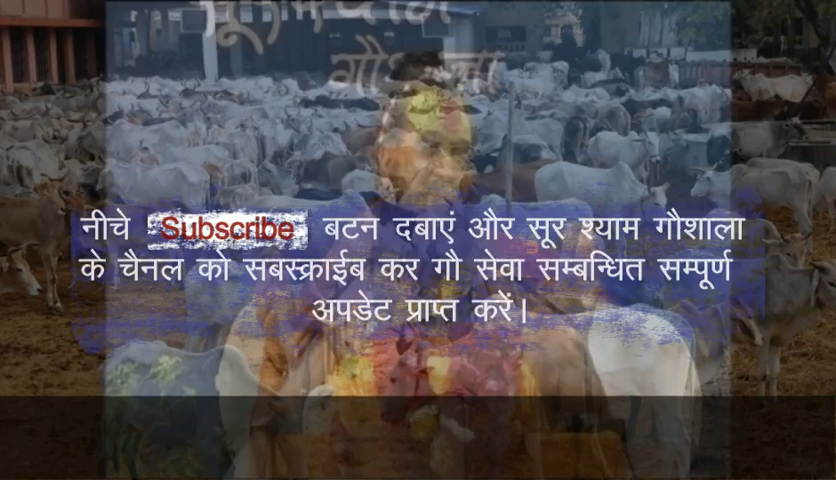 गौशाला
नीचे Subscribe बटन दबाएं और सूर श्याम गौशाला
के चैनल को सबस्क्राईब कर गौ सेवा सम्बन्धित सम्पूर्ण
अपडेट प्राप्त करें।